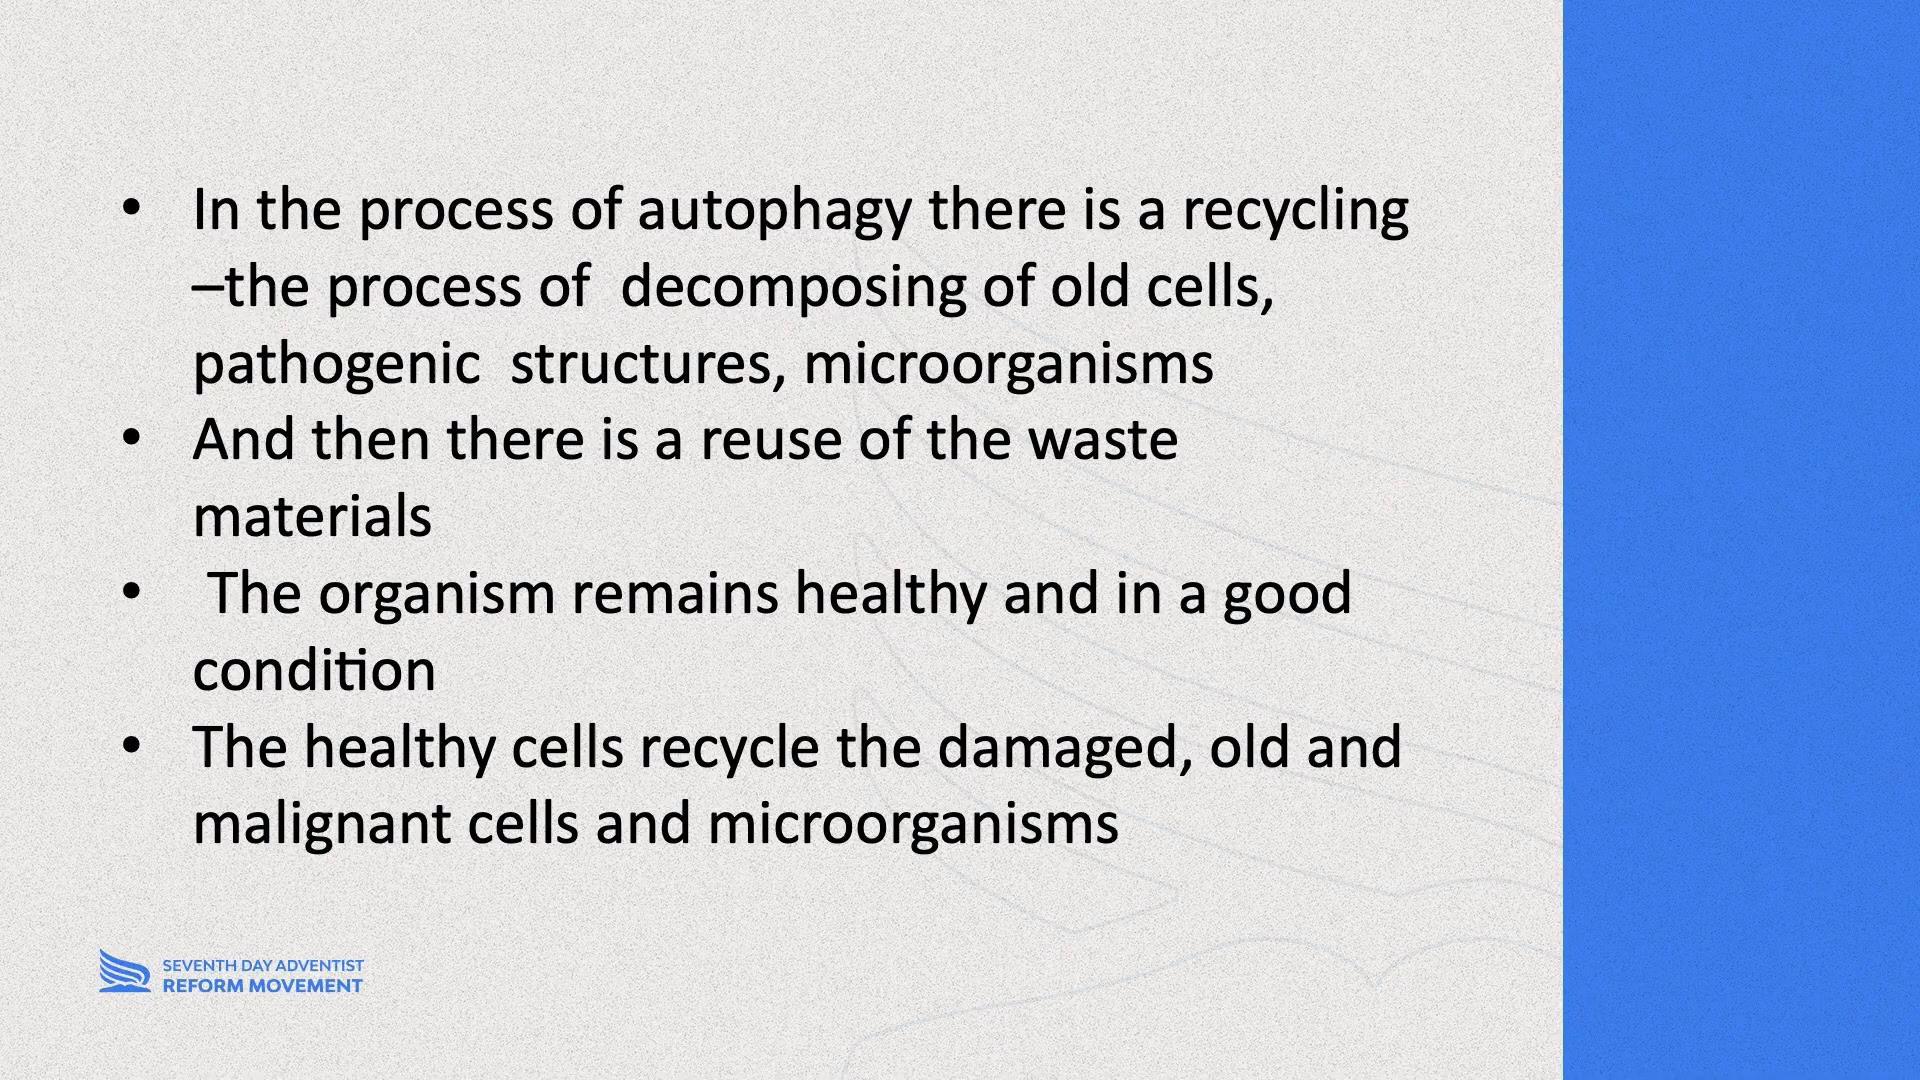 • In the process of autophagy there is a recycling
–the process of  decomposing of old cells,
pathogenic  structures, microorganisms
• And then there is a reuse of the waste
materials
•  The organism remains healthy and in a good
condition
• The healthy cells recycle the damaged, old and
malignant cells and microorganisms
SEVENTH DAY ADVENTIST
REFORM MOVEMENT